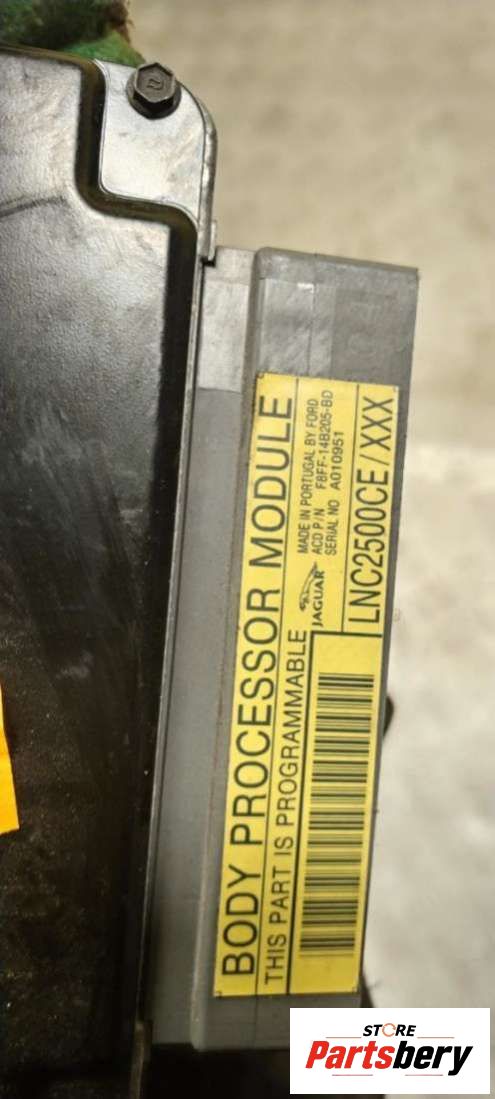 BODY PROCESSOR MODULE
THIS PART IS PROGRAMMABLE
JAGUAR
MADE IN PORTUGAL BY FORD
ACD P/N F8FF-14B205-BD
SERIAL NO A010951
LNC2500CE/XXX
STORE
Partsbery